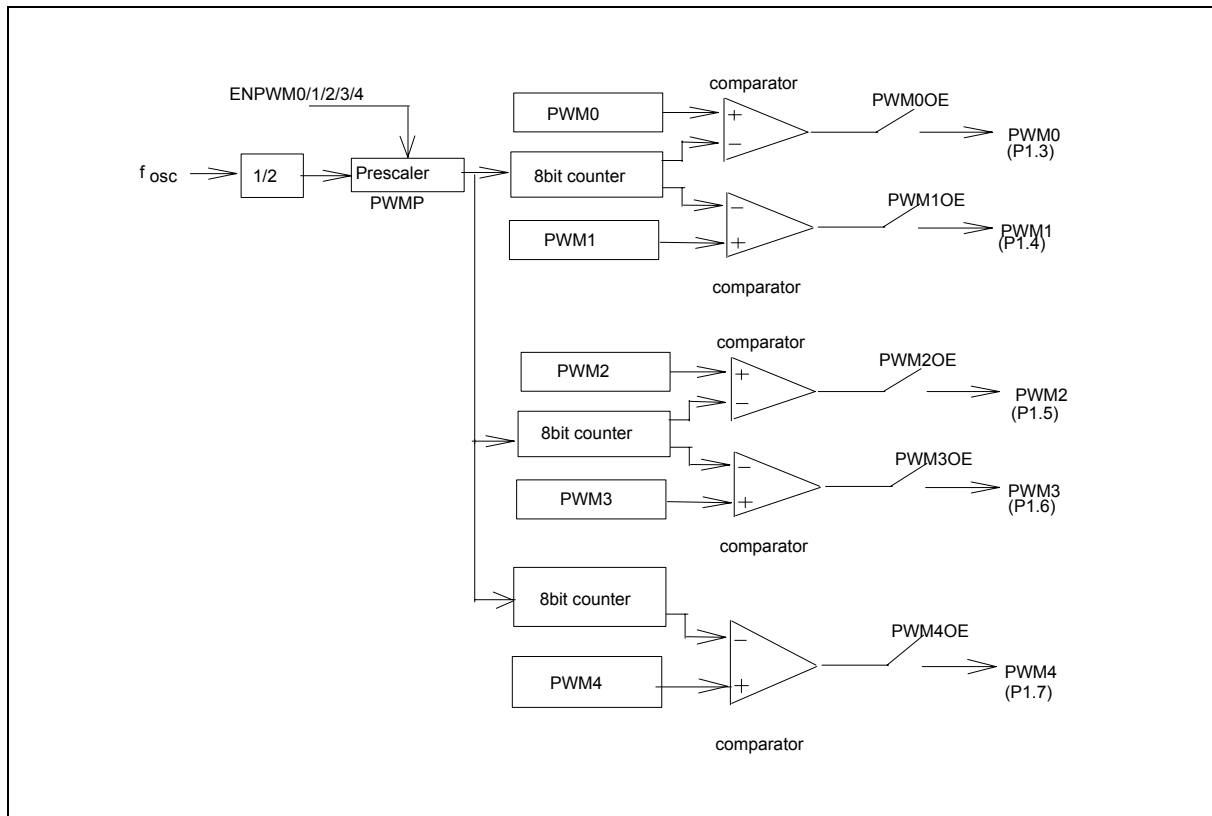 comparator
ENPWM0/1/2/3/4
PWM0
+
−
PWM0OE
PWM0
(P1.3)
f osc
1/2
Prescaler
PWMP
8bit counter
PWM1
−
+
PWM1OE
PWM1
(P1.4)
comparator
comparator
PWM2
+
−
PWM2OE
PWM2
(P1.5)
8bit counter
PWM3
−
+
PWM3OE
PWM3
(P1.6)
comparator
8bit counter
PWM4
−
+
PWM4OE
PWM4
(P1.7)
comparator